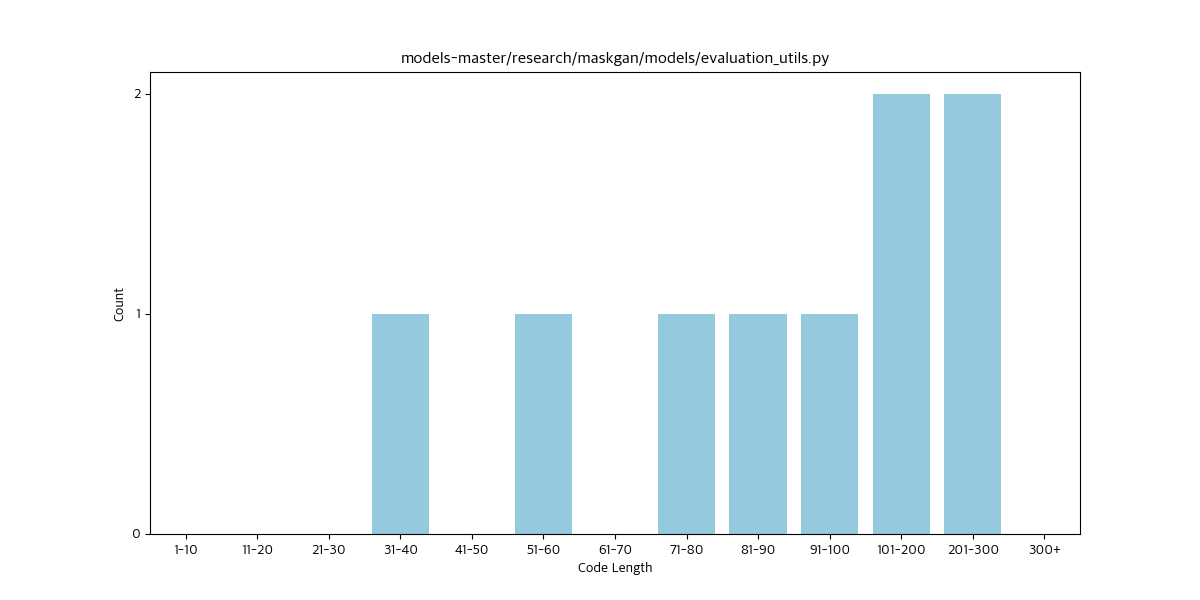 models-master/research/maskgan/models/evaluation_utils.py
2
1
0
Count
1-10 11-20 21-30 31-40 41-50 51-60 61-70 71-80 81-90 91-100 101-200 201-300 300+
Code Length